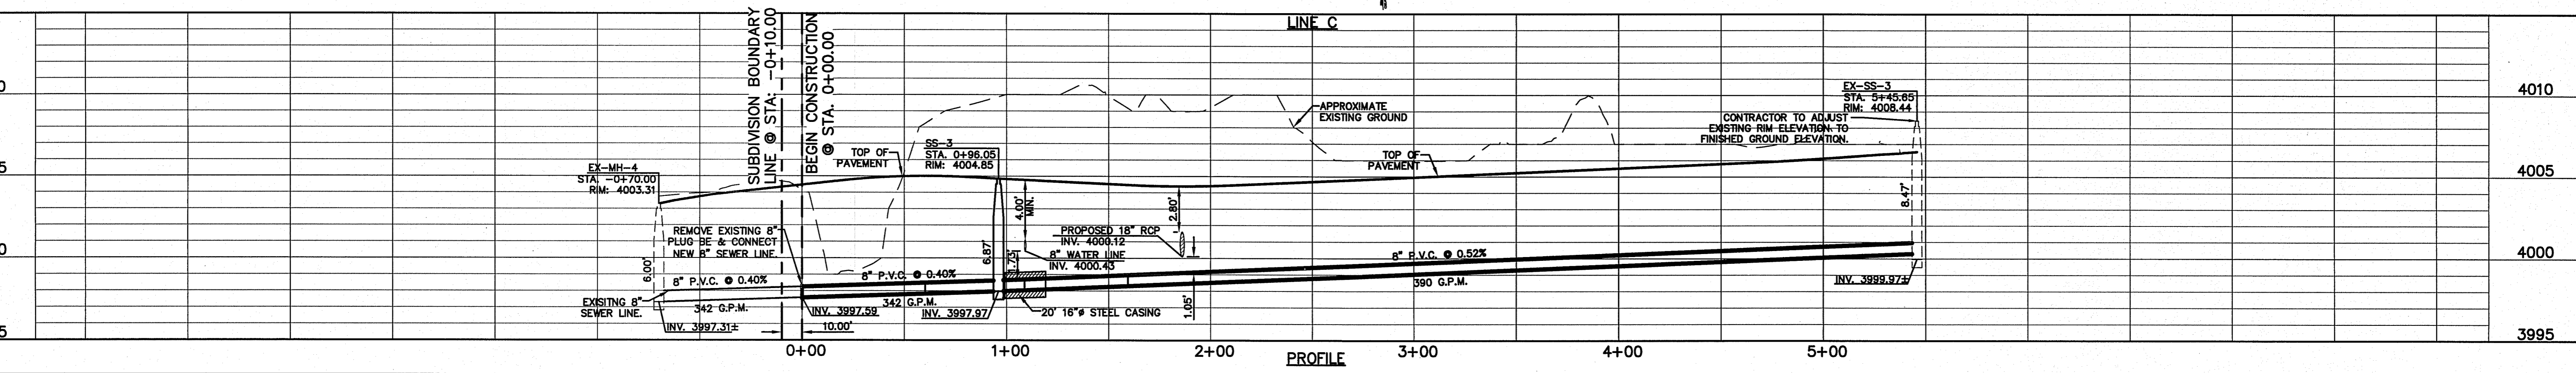 LINE C
SUBDIVISION BOUNDARY
LINE @ STA: -0+10.00
BEGIN CONSTRUCTION
@ STA. 0+00.00
EX-MH-4
STA. -0+70.00
RIM: 4003.31
TOP OF
PAVEMENT
SS-3
STA. 0+96.05
RIM: 4004.85
APPROXIMATE
EXISTING GROUND
TOP OF
PAVEMENT
EX-SS-3
STA. 5+45.65
RIM: 4008.44
CONTRACTOR TO ADJUST
EXISTING RIM ELEVATION TO
FINISHED GROUND ELEVATION.
4010
4005
4000
3995
0
5
0
5
REMOVE EXISTING 8"
PLUG BE & CONNECT
NEW 8" SEWER LINE.
6.00'
8" P.V.C. @ 0.40%
8" P.V.C. @ 0.40%
EXISITNG 8"
SEWER LINE.
342 G.P.M.
342 G.P.M.
INV. 3997.31±
INV. 3997.59
INV. 3997.97
10.00'
6.87'
1.73'
4.00'
MIN.
PROPOSED 18" RCP
INV. 4000.12
8" WATER LINE
INV. 4000.43
2.80'
20' 16"ø STEEL CASING
1.05'
8" P.V.C. @ 0.52%
390 G.P.M.
8.47'
INV. 3999.97±
0+00
1+00
2+00
3+00
4+00
5+00
PROFILE